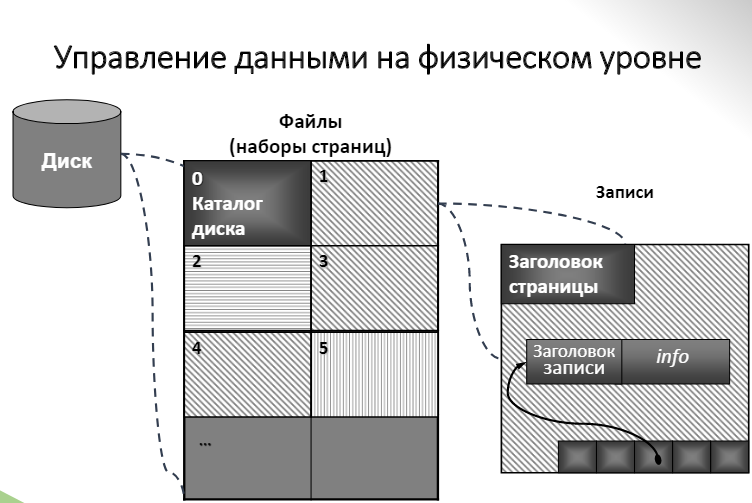 Управление данными на физическом уровне
Диск
Файлы
(наборы страниц)
0
Каталог
диска
1
2
3
4
5
...
Записи
Заголовок
страницы
Заголовок
записи
info